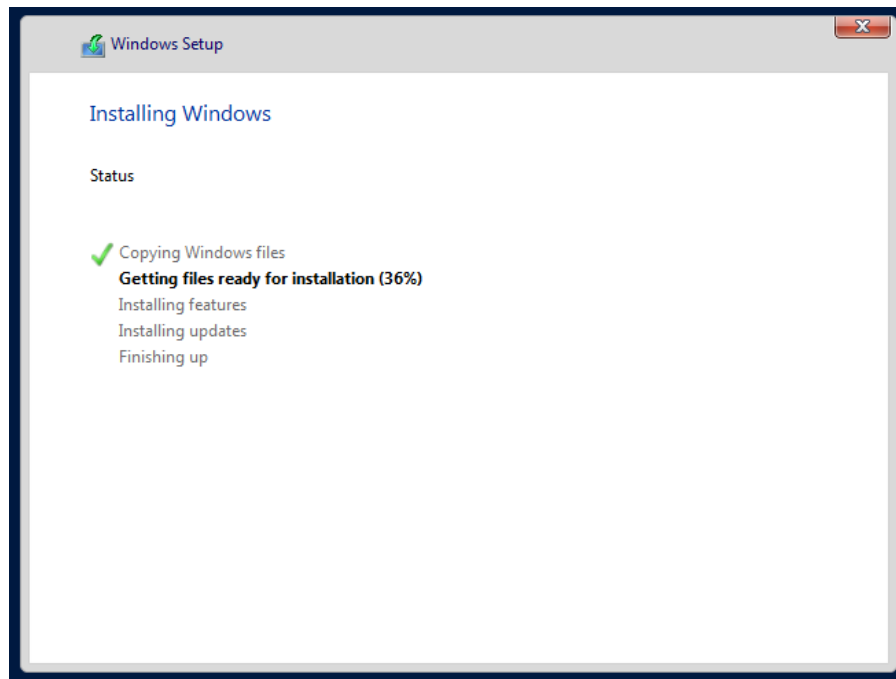 Windows Setup
Installing Windows
Status
Copying Windows files
Getting files ready for installation (36%)
Installing features
Installing updates
Finishing up